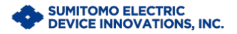 SUMITOMO ELECTRIC
DEVICE INNOVATIONS, INC.